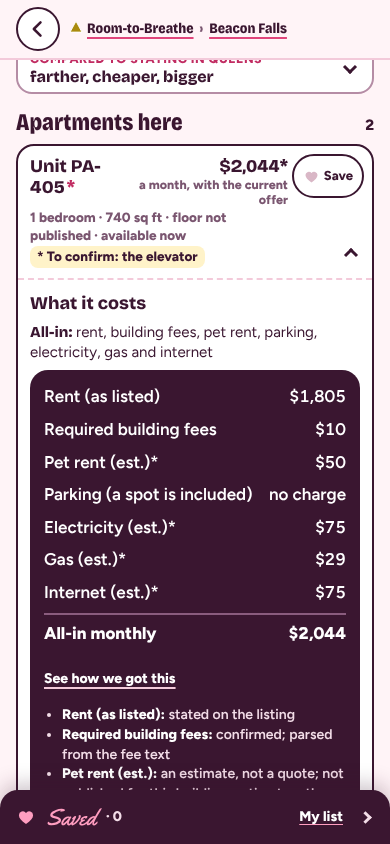 Room-to-Breathe › Beacon Falls
COMPARED TO STAYING IN QUEENS
farther, cheaper, bigger
Apartments here 2
Unit PA-405*
$2,044*
a month, with the current offer
Save
1 bedroom · 740 sq ft · floor not
published · available now
* To confirm: the elevator
What it costs
All-in: rent, building fees, pet rent, parking,
electricity, gas and internet
Rent (as listed) $1,805
Required building fees $10
Pet rent (est.)* $50
Parking (a spot is included) no charge
Electricity (est.)* $75
Gas (est.)* $29
Internet (est.)* $75
All-in monthly $2,044
See how we got this
• Rent (as listed): stated on the listing
• Required building fees: confirmed; parsed
from the fee text
• Pet rent (est.): an estimate, not a quote; not
Saved · 0 My list